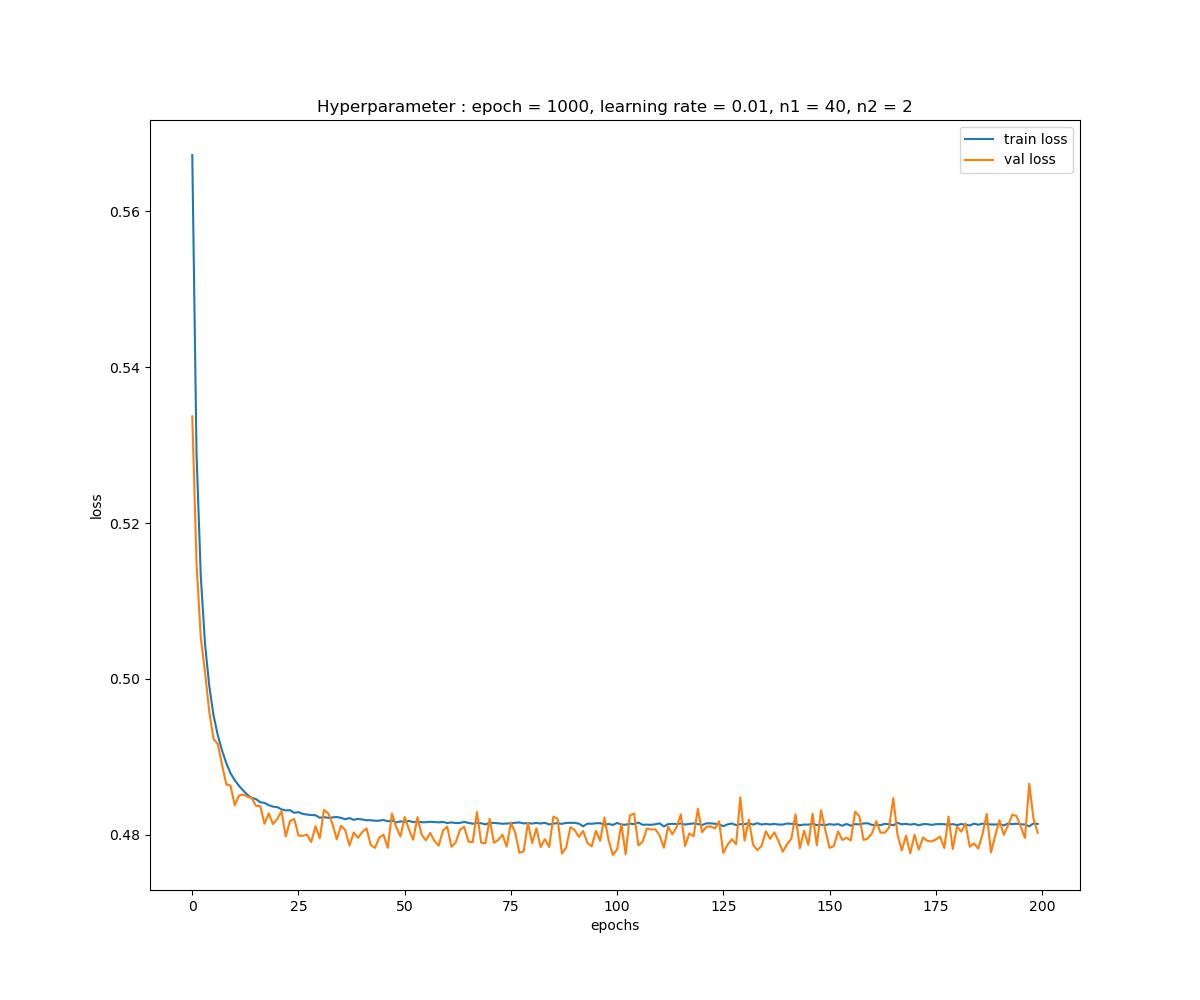 Hyperparameter : epoch = 1000, learning rate = 0.01, n1 = 40, n2 = 2
train loss
val loss
0.56
0.54
0.52
0.50
0.48
loss
0 25 50 75 100 125 150 175 200
epochs